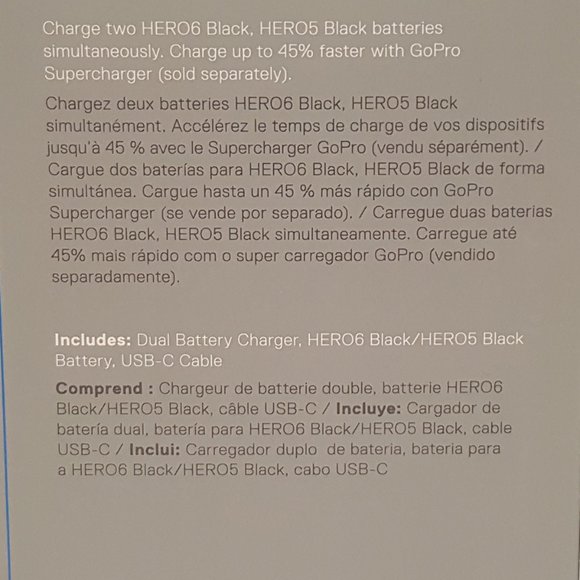 Charge two HERO6 Black, HERO5 Black batteries
simultaneously. Charge up to 45% faster with GoPro
Supercharger (sold separately).
Chargez deux batteries HERO6 Black, HERO5 Black
simultanément. Accélérez le temps de charge de vos dispositifs
jusqu'à 45 % avec le Supercharger GoPro (vendu séparément). /
Cargue dos baterías para HERO6 Black, HERO5 Black de forma
simultánea. Cargue hasta un 45 % más rápido con GoPro
Supercharger (se vende por separado). / Carregue duas baterias
HERO6 Black, HERO5 Black simultaneamente. Carregue até
45% mais rápido com o super carregador GoPro (vendido
separadamente).
Includes: Dual Battery Charger, HERO6 Black/HERO5 Black
Battery, USB-C Cable
Comprend : Chargeur de batterie double, batterie HERO6
Black/HERO5 Black, câble USB-C / Incluye: Cargador de
batería dual, batería para HERO6 Black/HERO5 Black, cable
USB-C / Inclui: Carregador duplo de bateria, bateria para
a HERO6 Black/HERO5 Black, cabo USB-C